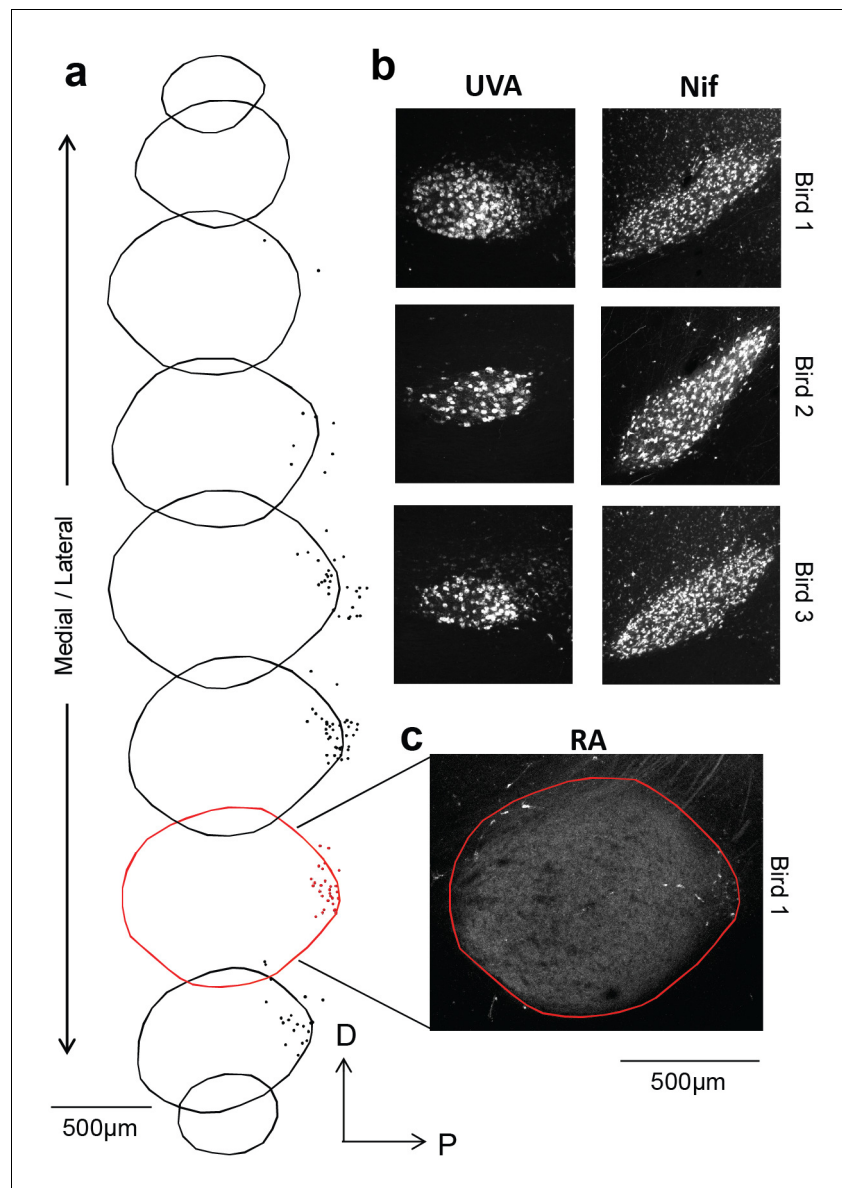 a
Medial / Lateral
500μm
D
P
b
UVA
Nif
Bird 1
Bird 2
Bird 3
c
RA
Bird 1
500μm